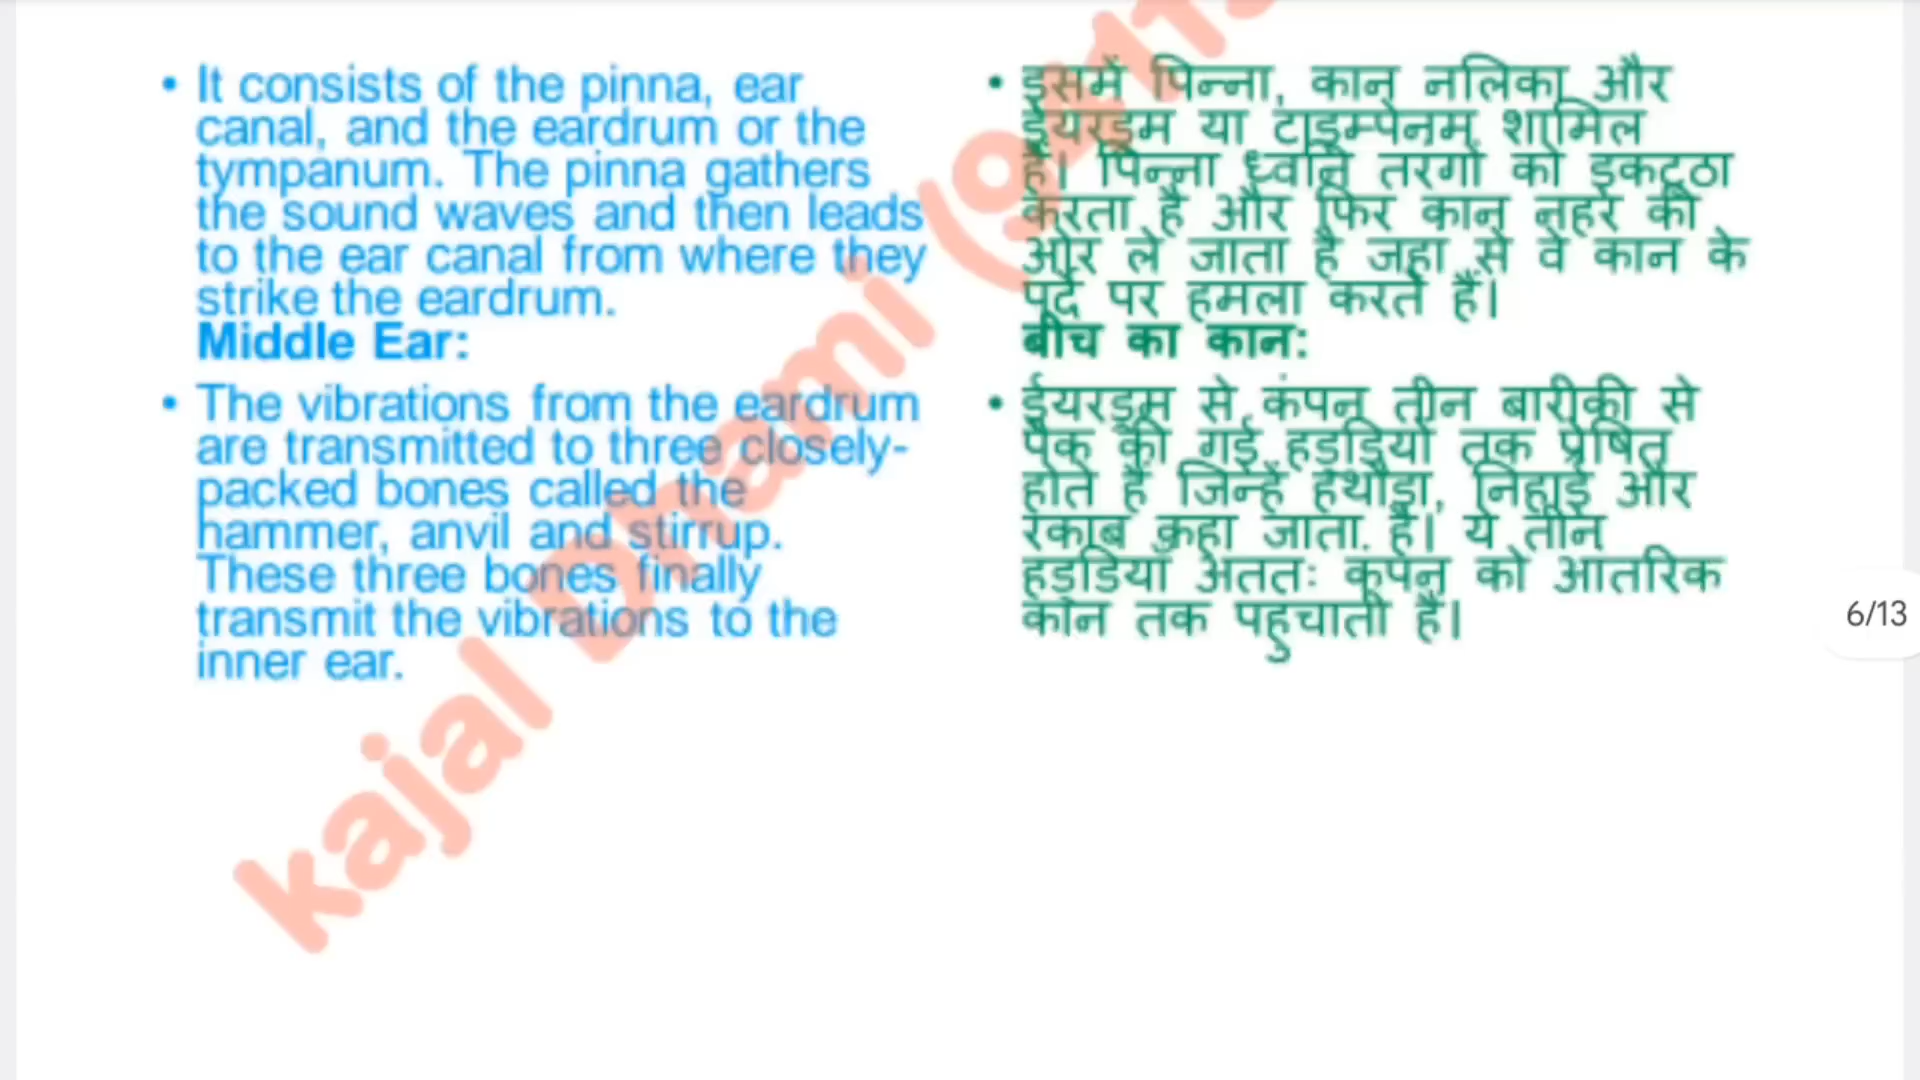 • It consists of the pinna, ear
canal, and the eardrum or the
tympanum. The pinna gathers
the sound waves and then leads
to the ear canal from where they
strike the eardrum.
Middle Ear:
• The vibrations from the eardrum
are transmitted to three closely-
packed bones called the
hammer, anvil and stirrup.
These three bones finally
transmit the vibrations to the
inner ear.
• इसमें पिन्ना, कान नलिका और
ईयरड्रम या टाइम्पेनम शामिल
हैं। पिन्ना ध्वनि तरंगों को इकट्ठा
करता है और फिर कान नहर की
ओर ले जाता है जहां से वे कान के
पर्दे पर हमला करते हैं।
बीच का कान:
• ईयरड्रम से कंपन तीन बारीकी से
पैक की गई हड्डियों तक प्रेषित
होते हैं जिन्हें हथौड़ा, निहाई और
रकाब कहा जाता है। ये तीन
हड्डियां अंततः कंपन को आंतरिक
कान तक पहुंचाती हैं।
6/13
kajal Dhami